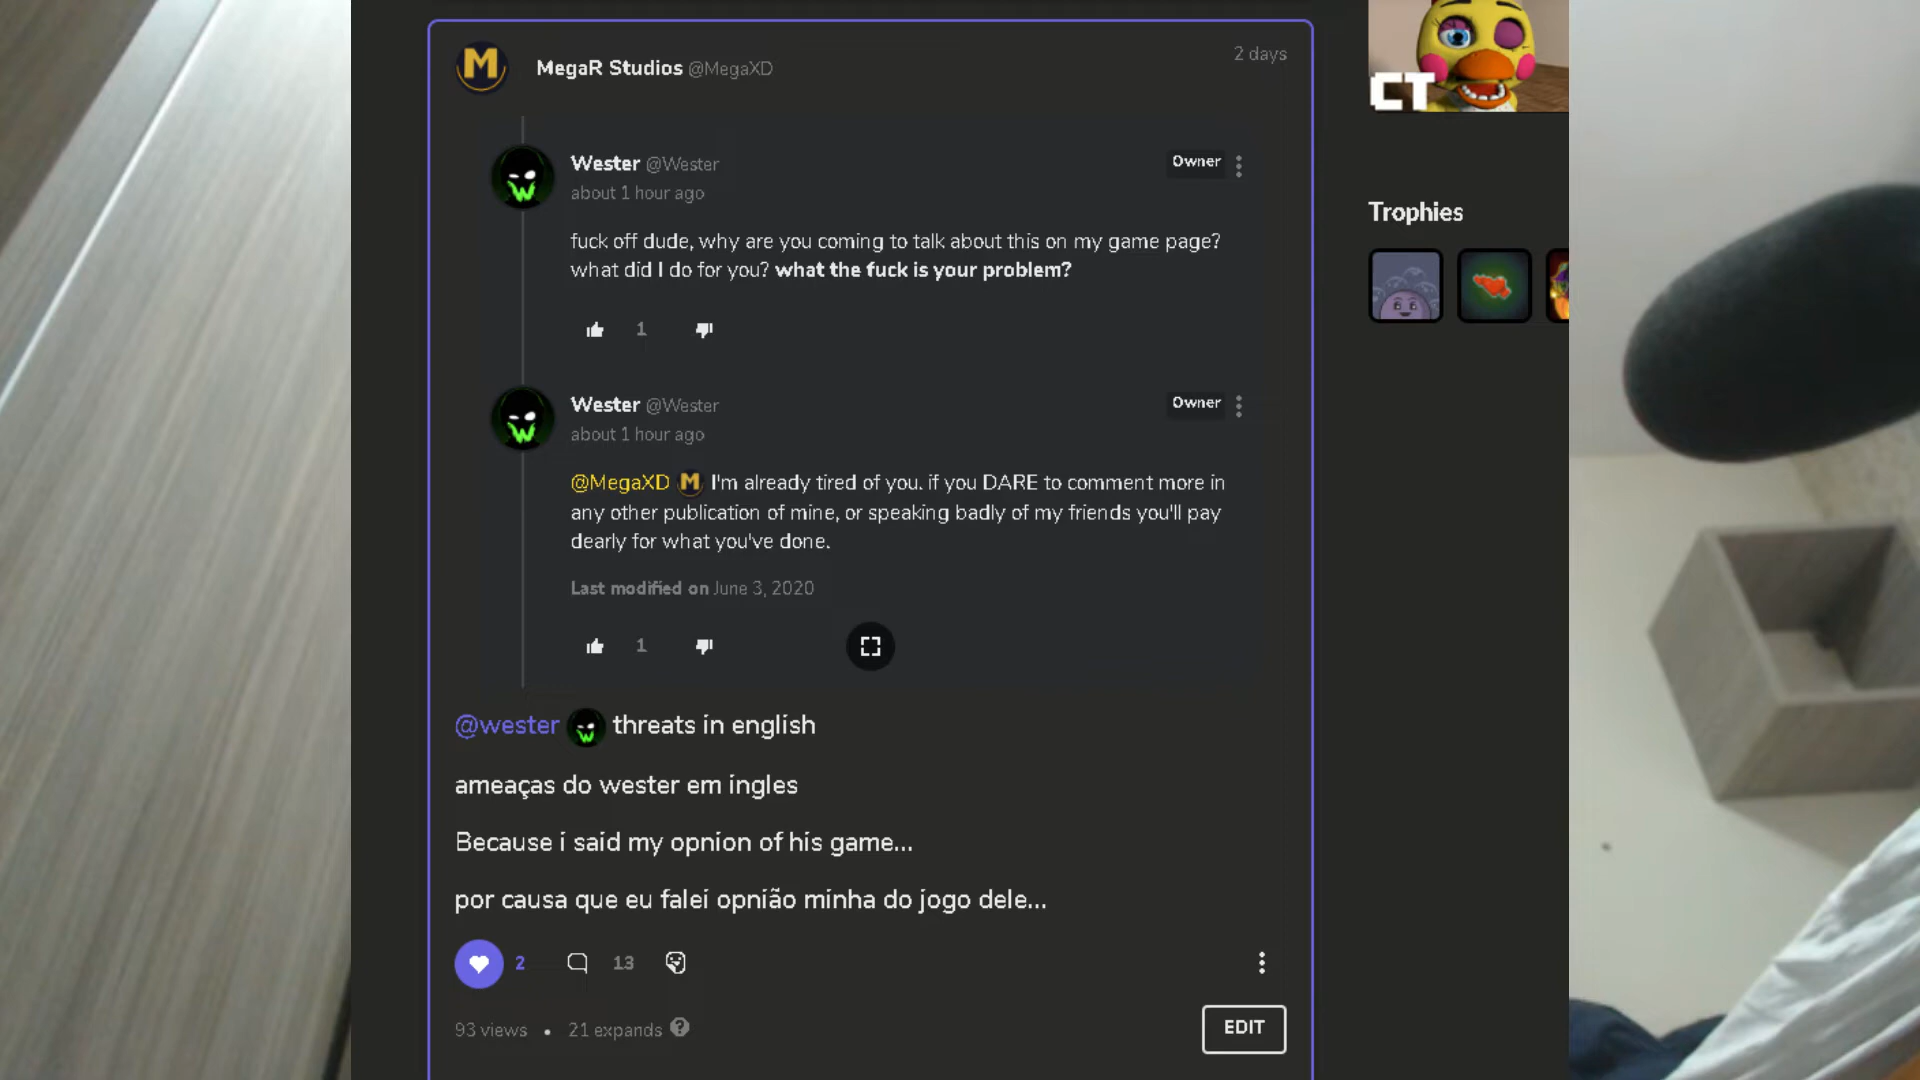 M MegaR Studios @MegaXD 2 days
Wester @Wester Owner
about 1 hour ago
fuck off dude, why are you coming to talk about this on my game page?
what did I do for you? what the fuck is your problem?
1
Wester @Wester Owner
about 1 hour ago
@MegaXD M I'm already tired of you. if you DARE to comment more in
any other publication of mine, or speaking badly of my friends you'll pay
dearly for what you've done.
Last modified on June 3, 2020
1
@wester threats in english
ameaças do wester em ingles
Because i said my opnion of his game...
por causa que eu falei opnião minha do jogo dele...
2 13
93 views • 21 expands ?
EDIT
CT
Trophies